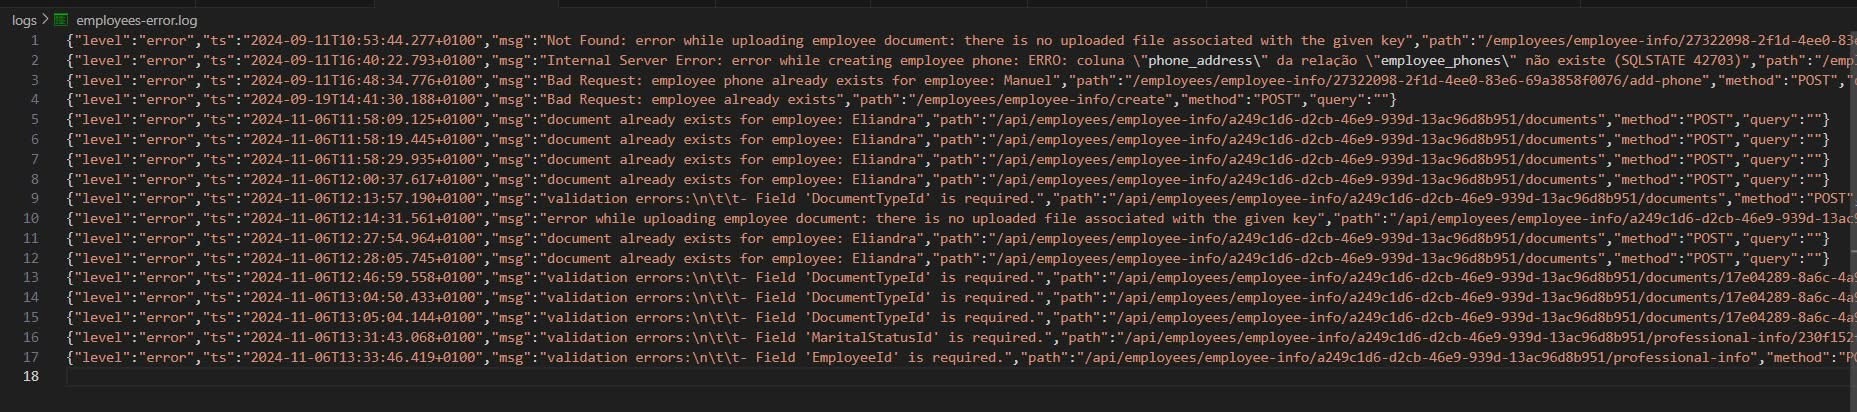 logs > employees-error.log
1 {"level":"error","ts":"2024-09-11T10:53:44.277+0100","msg":"Not Found: error while uploading employee document: there is no uploaded file associated with the given key","path":"/employees/employee-info/27322098-2f1d-4ee0-83e
2 {"level":"error","ts":"2024-09-11T16:40:22.793+0100","msg":"Internal Server Error: error while creating employee phone: ERRO: coluna \"phone_address\" da relação \"employee_phones\" não existe (SQLSTATE 42703)","path":"/empl
3 {"level":"error","ts":"2024-09-11T16:48:34.776+0100","msg":"Bad Request: employee phone already exists for employee: Manuel","path":"/employees/employee-info/27322098-2f1d-4ee0-83e6-69a3858f0076/add-phone","method":"POST","
4 {"level":"error","ts":"2024-09-19T14:41:30.188+0100","msg":"Bad Request: employee already exists","path":"/employees/employee-info/create","method":"POST","query":""}
5 {"level":"error","ts":"2024-11-06T11:58:09.125+0100","msg":"document already exists for employee: Eliandra","path":"/api/employees/employee-info/a249c1d6-d2cb-46e9-939d-13ac96d8b951/documents","method":"POST","query":""}
6 {"level":"error","ts":"2024-11-06T11:58:19.445+0100","msg":"document already exists for employee: Eliandra","path":"/api/employees/employee-info/a249c1d6-d2cb-46e9-939d-13ac96d8b951/documents","method":"POST","query":""}
7 {"level":"error","ts":"2024-11-06T11:58:29.935+0100","msg":"document already exists for employee: Eliandra","path":"/api/employees/employee-info/a249c1d6-d2cb-46e9-939d-13ac96d8b951/documents","method":"POST","query":""}
8 {"level":"error","ts":"2024-11-06T12:00:37.617+0100","msg":"document already exists for employee: Eliandra","path":"/api/employees/employee-info/a249c1d6-d2cb-46e9-939d-13ac96d8b951/documents","method":"POST","query":""}
9 {"level":"error","ts":"2024-11-06T12:13:57.190+0100","msg":"validation errors:\n\t\t- Field 'DocumentTypeId' is required.","path":"/api/employees/employee-info/a249c1d6-d2cb-46e9-939d-13ac96d8b951/documents","method":"POST"
10 {"level":"error","ts":"2024-11-06T12:14:31.561+0100","msg":"error while uploading employee document: there is no uploaded file associated with the given key","path":"/api/employees/employee-info/a249c1d6-d2cb-46e9-939d-13ac9
11 {"level":"error","ts":"2024-11-06T12:27:54.964+0100","msg":"document already exists for employee: Eliandra","path":"/api/employees/employee-info/a249c1d6-d2cb-46e9-939d-13ac96d8b951/documents","method":"POST","query":""}
12 {"level":"error","ts":"2024-11-06T12:28:05.745+0100","msg":"document already exists for employee: Eliandra","path":"/api/employees/employee-info/a249c1d6-d2cb-46e9-939d-13ac96d8b951/documents","method":"POST","query":""}
13 {"level":"error","ts":"2024-11-06T12:46:59.558+0100","msg":"validation errors:\n\t\t- Field 'DocumentTypeId' is required.","path":"/api/employees/employee-info/a249c1d6-d2cb-46e9-939d-13ac96d8b951/documents/17e04289-8a6c-4a9
14 {"level":"error","ts":"2024-11-06T13:04:50.433+0100","msg":"validation errors:\n\t\t- Field 'DocumentTypeId' is required.","path":"/api/employees/employee-info/a249c1d6-d2cb-46e9-939d-13ac96d8b951/documents/17e04289-8a6c-4a9
15 {"level":"error","ts":"2024-11-06T13:05:04.144+0100","msg":"validation errors:\n\t\t- Field 'DocumentTypeId' is required.","path":"/api/employees/employee-info/a249c1d6-d2cb-46e9-939d-13ac96d8b951/documents/17e04289-8a6c-4a9
16 {"level":"error","ts":"2024-11-06T13:31:43.068+0100","msg":"validation errors:\n\t\t- Field 'MaritalStatusId' is required.","path":"/api/employees/employee-info/a249c1d6-d2cb-46e9-939d-13ac96d8b951/professional-info/230f152
17 {"level":"error","ts":"2024-11-06T13:33:46.419+0100","msg":"validation errors:\n\t\t- Field 'EmployeeId' is required.","path":"/api/employees/employee-info/a249c1d6-d2cb-46e9-939d-13ac96d8b951/professional-info","method":"PO
18